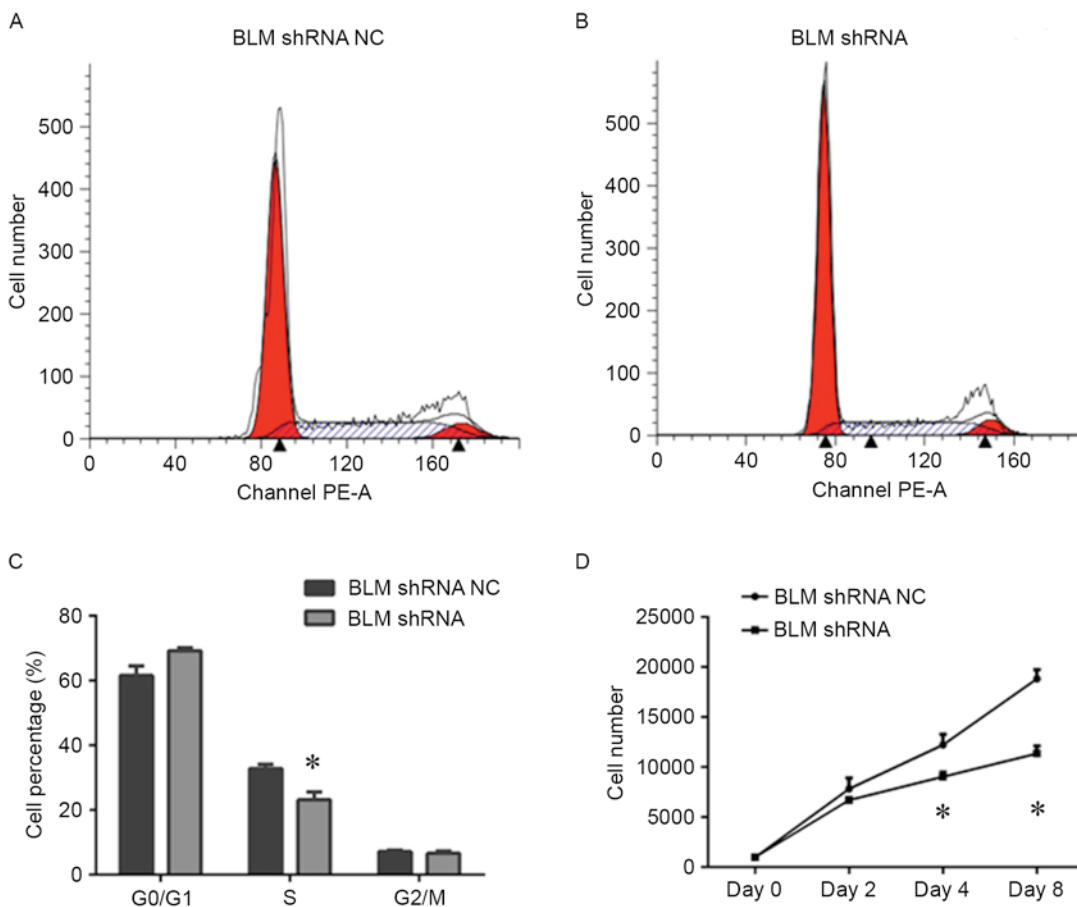 A
BLM shRNA NC
Cell number
500
400
300
200
100
0
0 40 80 120 160
Channel PE-A
B
BLM shRNA
Cell number
500
400
300
200
100
0
0 40 80 120 160
Channel PE-A
C
BLM shRNA NC
BLM shRNA
Cell percentage (%)
80
60
40
20
0
*
G0/G1 S G2/M
D
BLM shRNA NC
BLM shRNA
Cell number
25000
20000
15000
10000
5000
0
* *
Day 0 Day 2 Day 4 Day 8